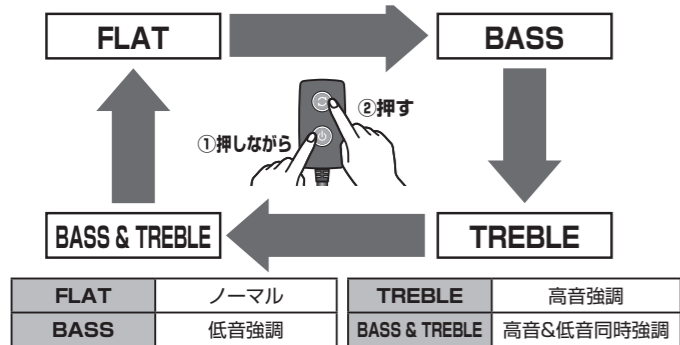 FLAT
BASS
②押す
①押しながら
BASS & TREBLE
TREBLE
FLAT ノーマル
BASS 低音強調
TREBLE 高音強調
BASS & TREBLE 高音&低音同時強調